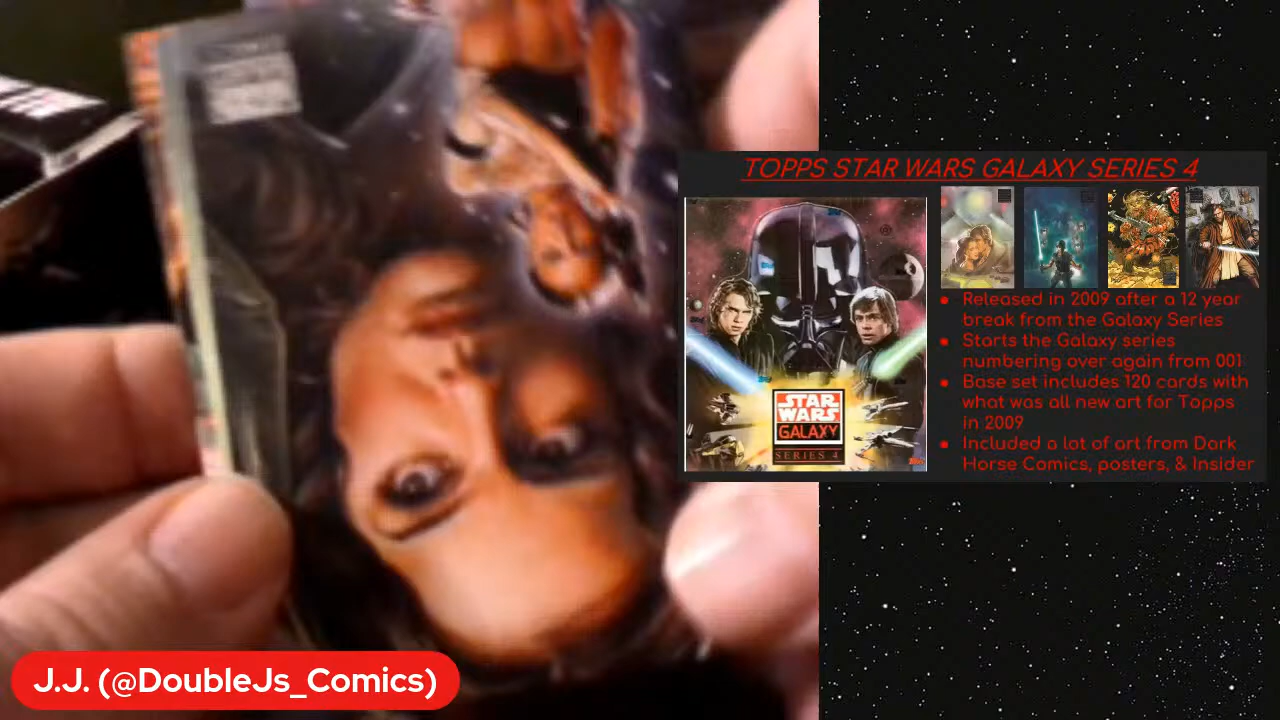 TOPPS STAR WARS GALAXY SERIES 4
STAR
WARS
GALAXY
SERIES 4
• Released in 2009 after a 12 year
break from the Galaxy Series
• Starts the Galaxy series
numbering over again from 001
• Base set includes 120 cards with
what was all new art for Topps
in 2009
• Included a lot of art from Dark
Horse Comics, posters, & Insider
J.J. (@DoubleJs_Comics)